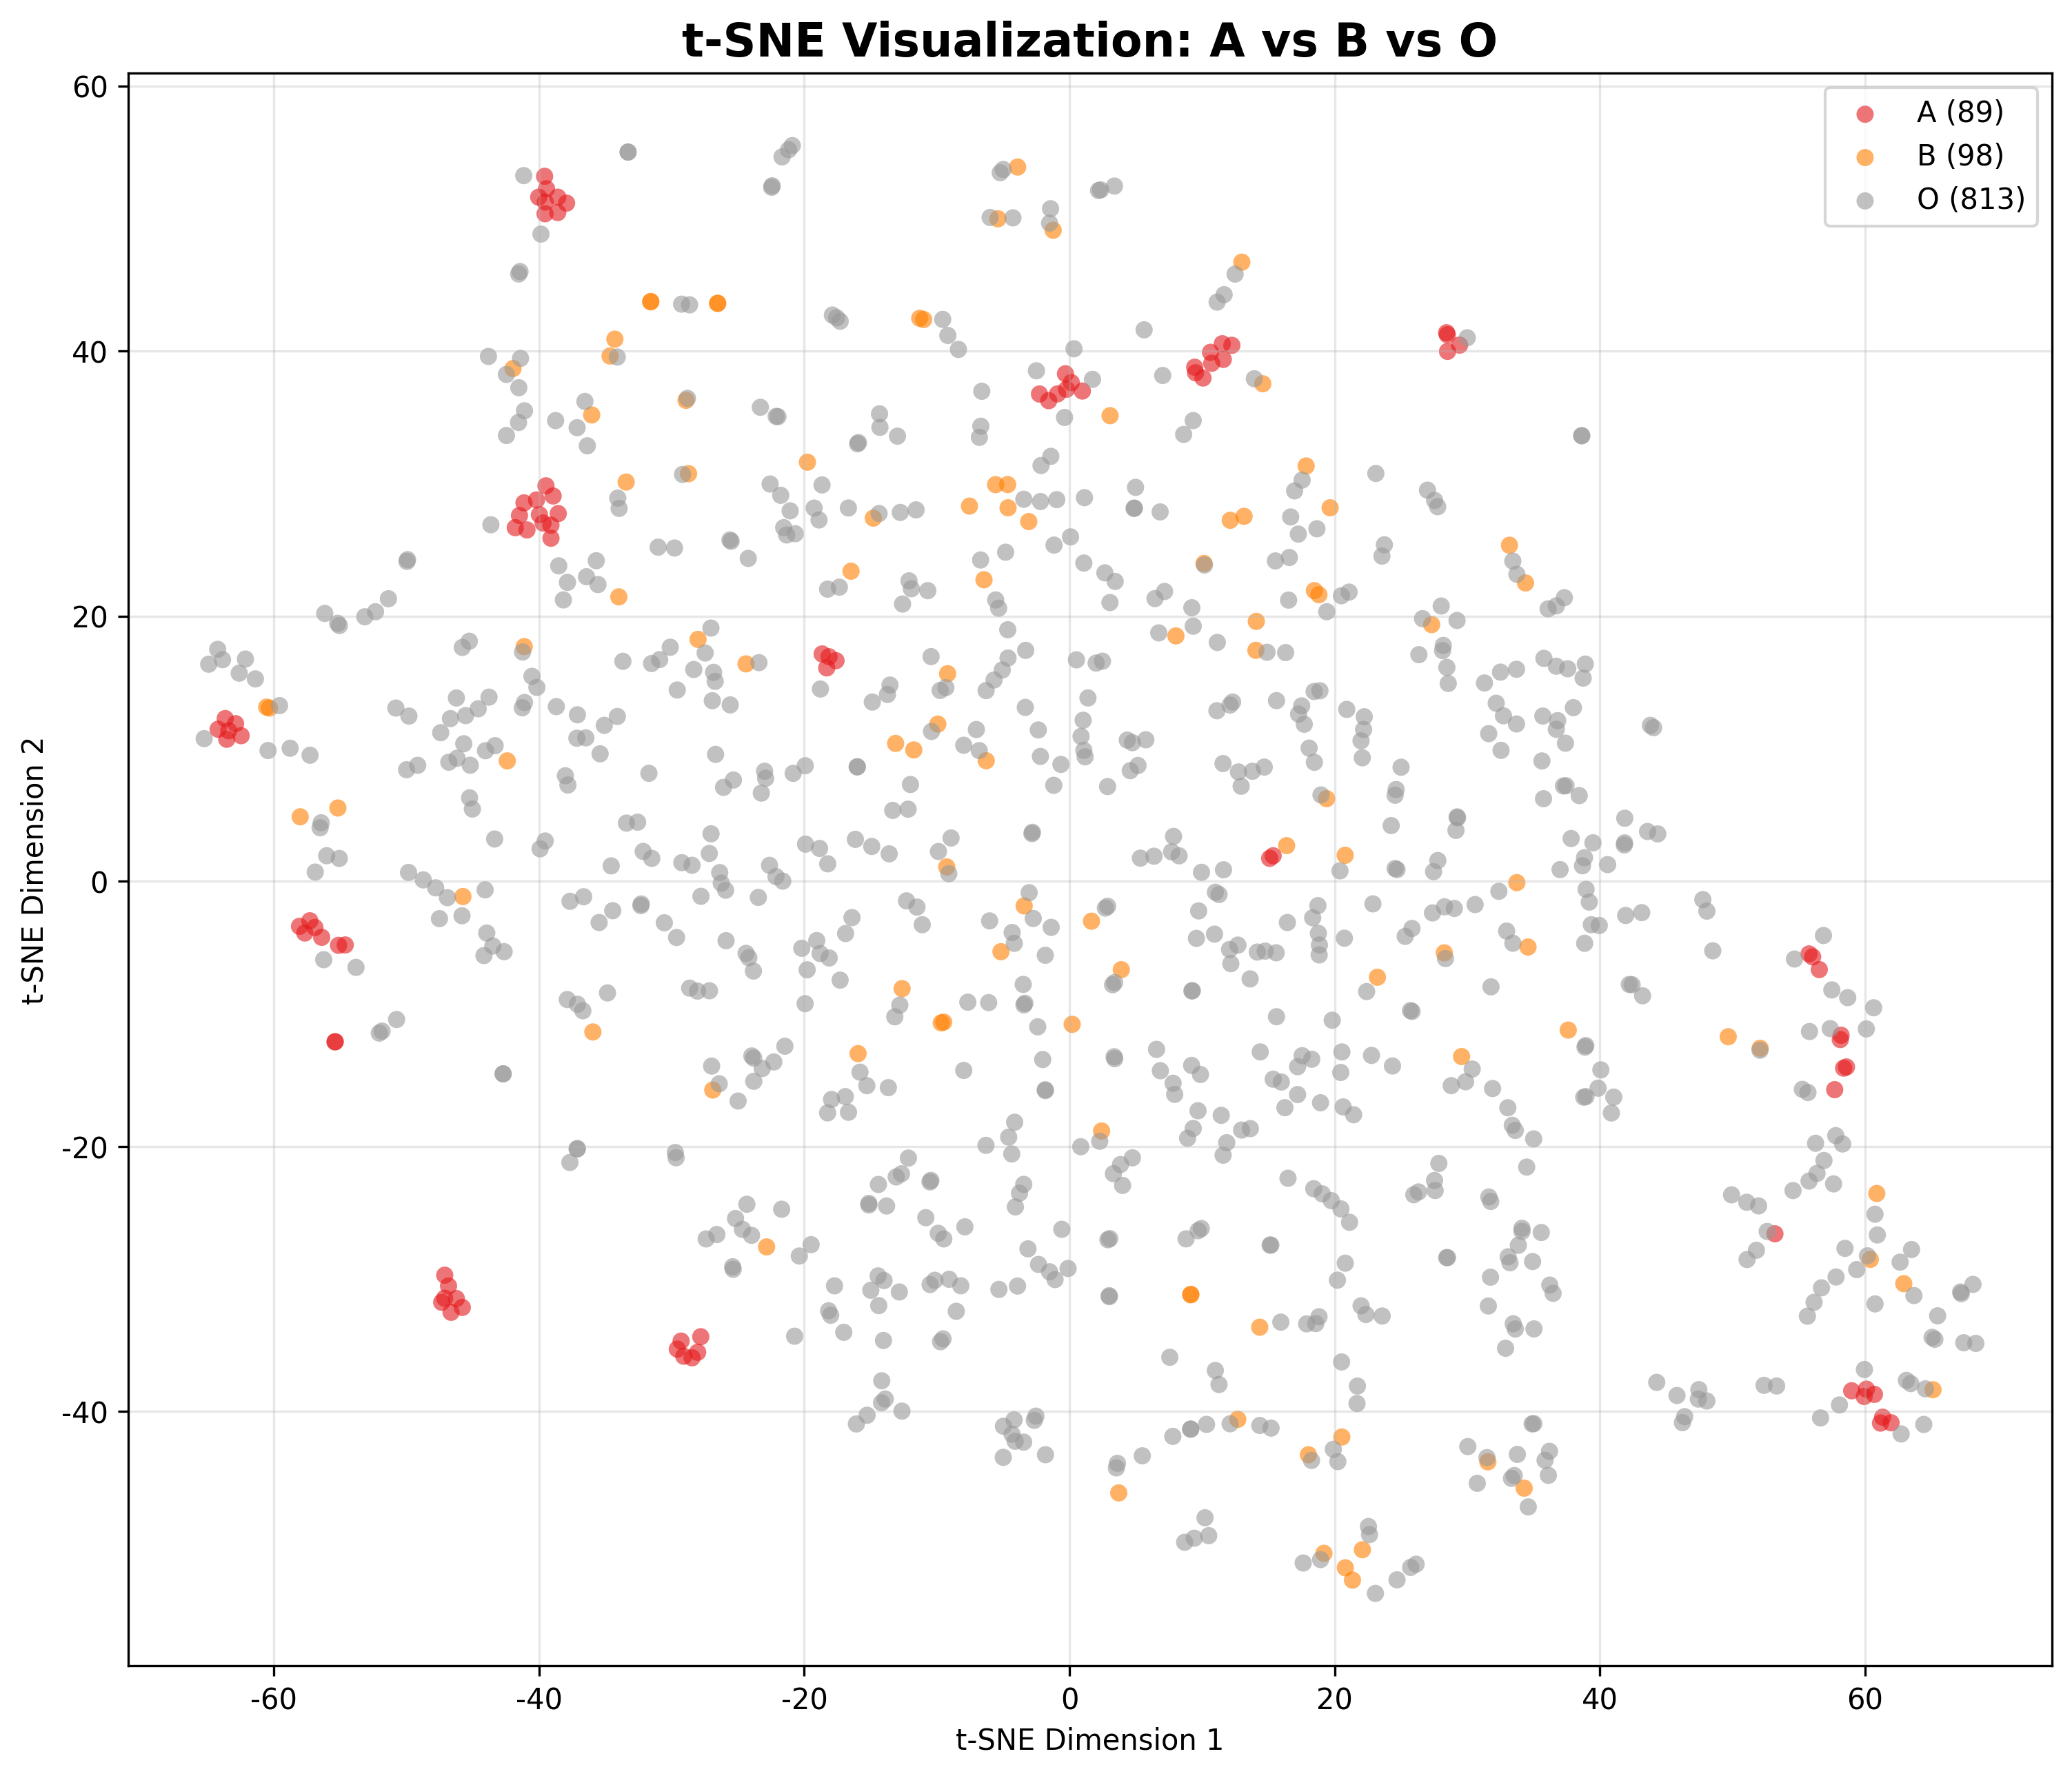 t-SNE Visualization: A vs B vs O
A (89)
B (98)
O (813)
60
40
20
0
-20
-40
t-SNE Dimension 2
-60
-40
-20
0
20
40
60
t-SNE Dimension 1